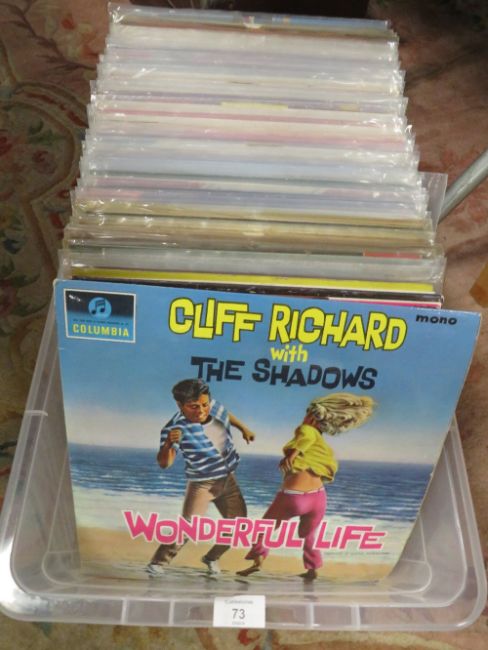 COLUMBIA
CLIFF RICHARD
mono
with
THE SHADOWS
WONDERFUL LIFE
73